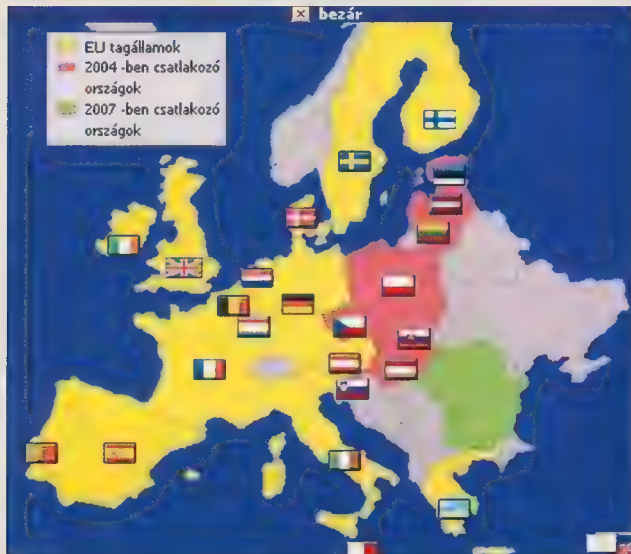 bezár
EU tagállamok
2004 -ben csatlakozó
országok
2007 -ben csatlakozó
országok